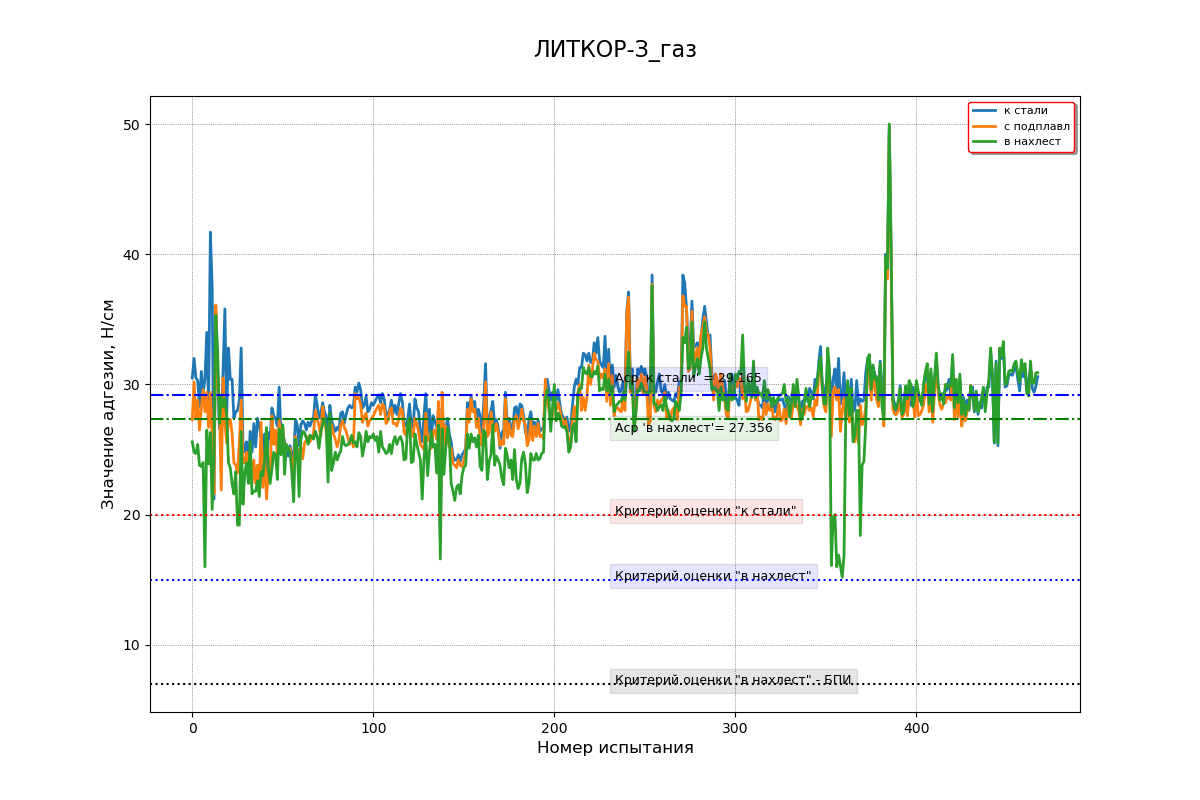 ЛИТКОР-З_газ
к стали
с подплавл
в нахлест
50
40
30
20
10
Значение адгезии, Н/см
Аср 'к стали' = 29.165
Аср 'в нахлест'= 27.356
Критерий оценки "к стали"
Критерий оценки "в нахлест"
Критерий оценки "в нахлест" - БПИ
0
100
200
300
400
Номер испытания